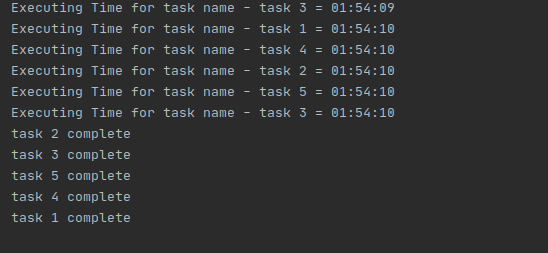 Executing Time for task name - task 3 = 01:54:09
Executing Time for task name - task 1 = 01:54:10
Executing Time for task name - task 4 = 01:54:10
Executing Time for task name - task 2 = 01:54:10
Executing Time for task name - task 5 = 01:54:10
Executing Time for task name - task 3 = 01:54:10
task 2 complete
task 3 complete
task 5 complete
task 4 complete
task 1 complete